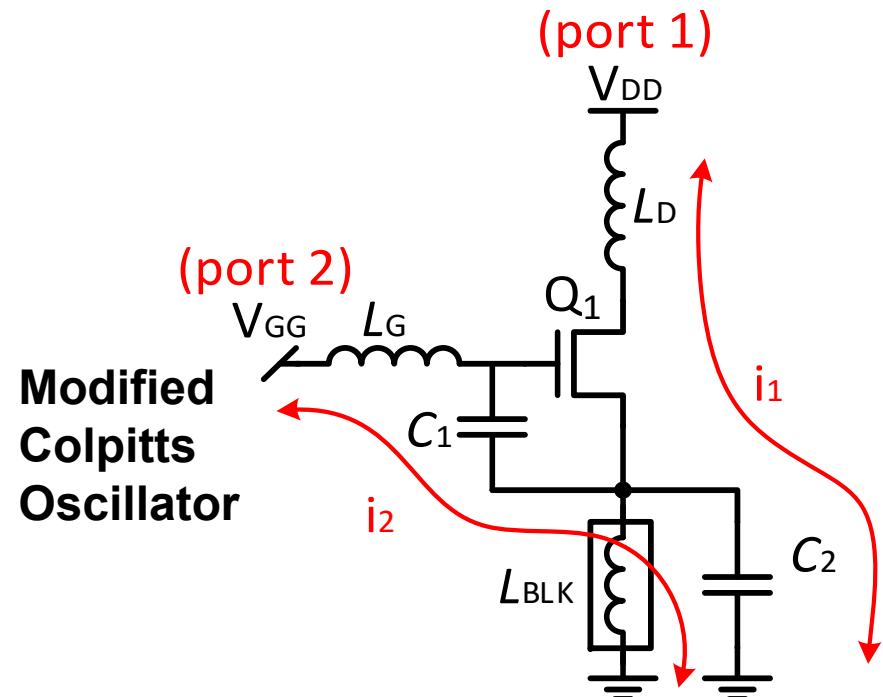 (port 1)
VDD
LD
(port 2)
VGG
LG
Q1
Modified
Colpitts
Oscillator
C1
i1
i2
LBLK
C2